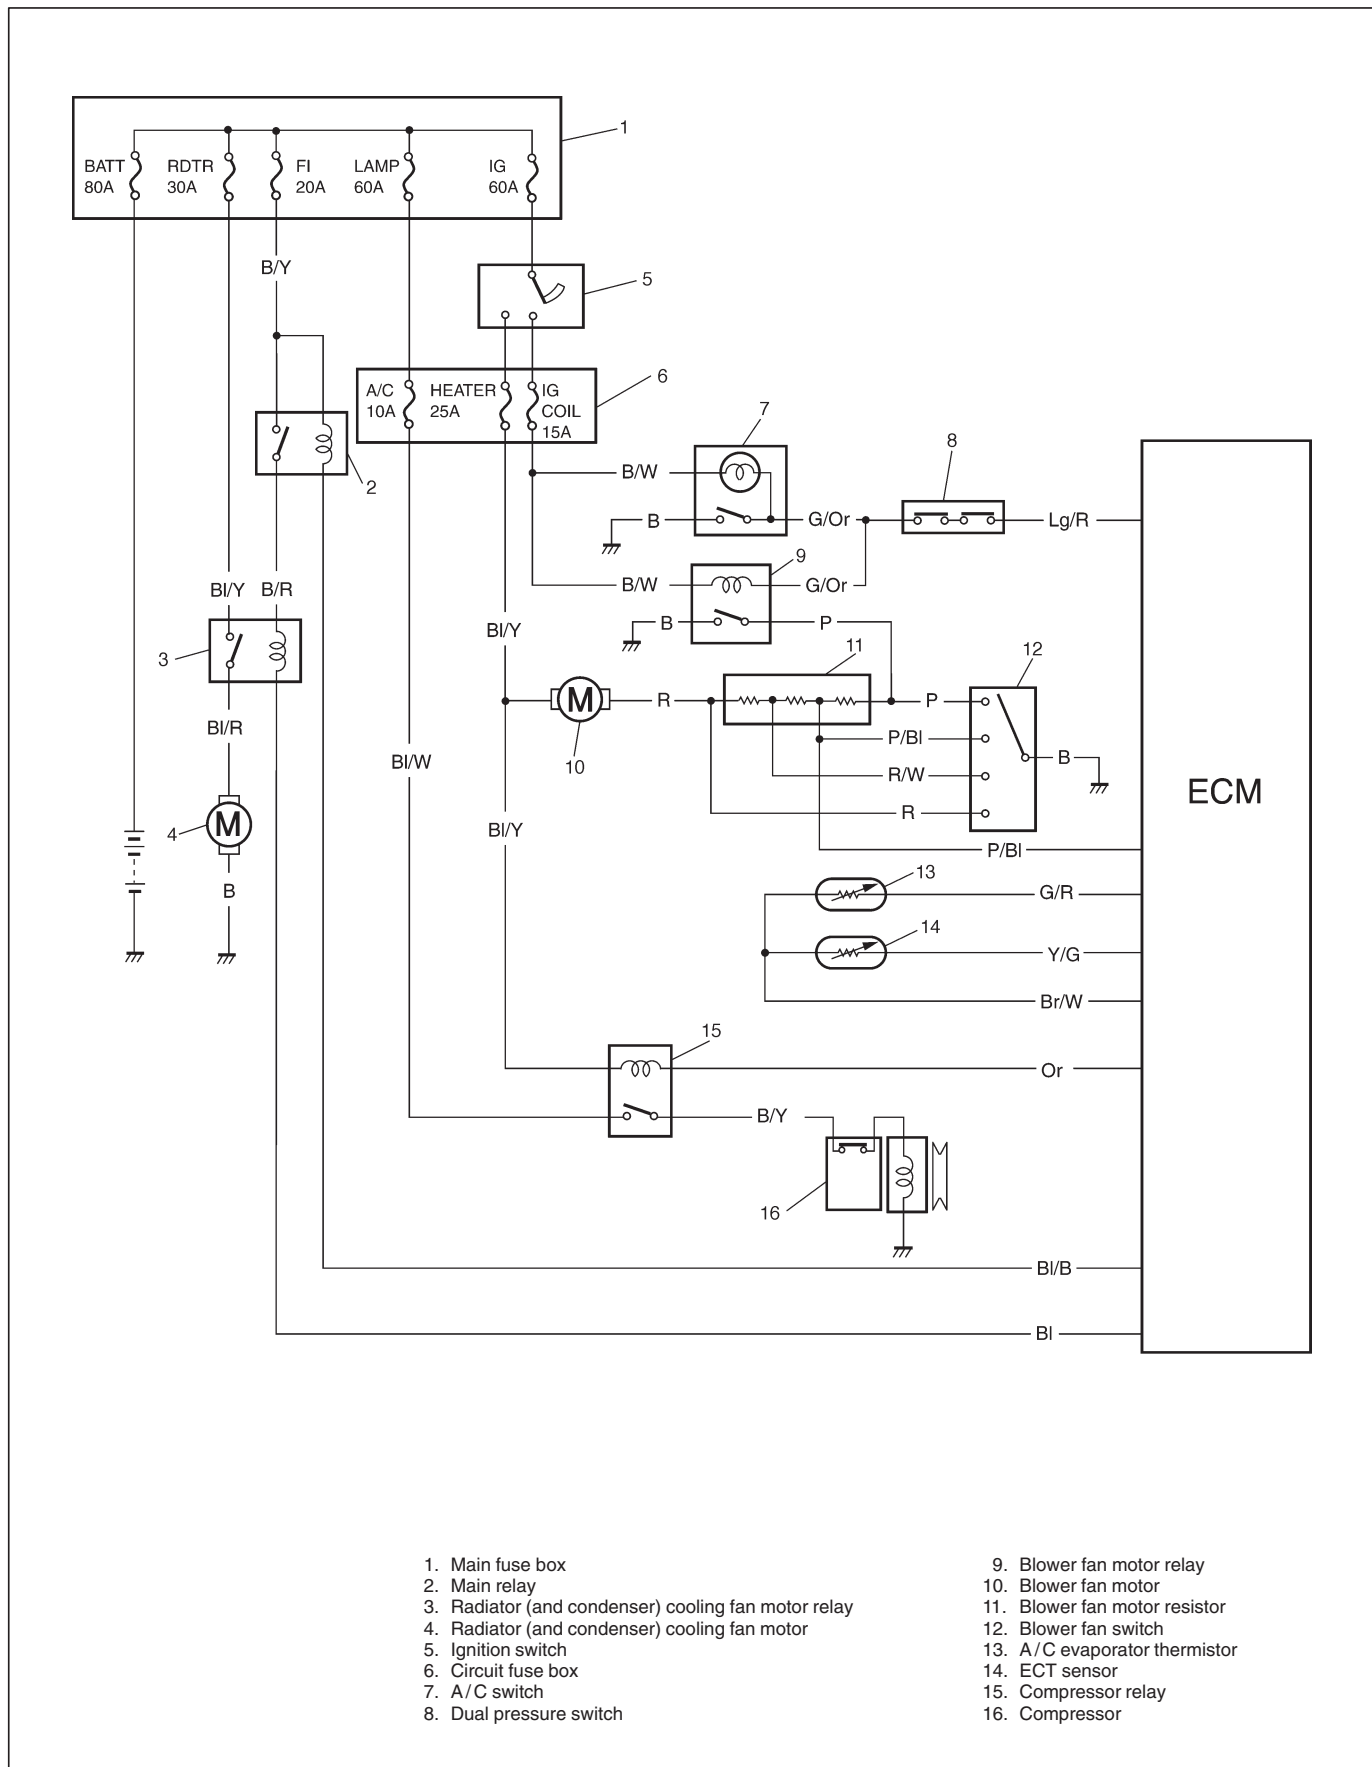 1
BATT RDTR FI LAMP IG
80A 30A 20A 60A 60A
B/Y
5
6
A/C HEATER IG
10A 25A COIL
15A
7
8
2
B/W
B G/Or Lg/R
9
Bl/Y B/R B/W G/Or
B P
Bl/Y
3 11 12
M R P
Bl/R P/Bl
10
Bl/W B
R/W
ECM
R
4 M
Bl/Y P/Bl
13
B G/R
14
Y/G
Br/W
15
Or
B/Y
16
Bl/B
Bl
1. Main fuse box
2. Main relay
3. Radiator (and condenser) cooling fan motor relay
4. Radiator (and condenser) cooling fan motor
5. Ignition switch
6. Circuit fuse box
7. A/C switch
8. Dual pressure switch
9. Blower fan motor relay
10. Blower fan motor
11. Blower fan motor resistor
12. Blower fan switch
13. A/C evaporator thermistor
14. ECT sensor
15. Compressor relay
16. Compressor